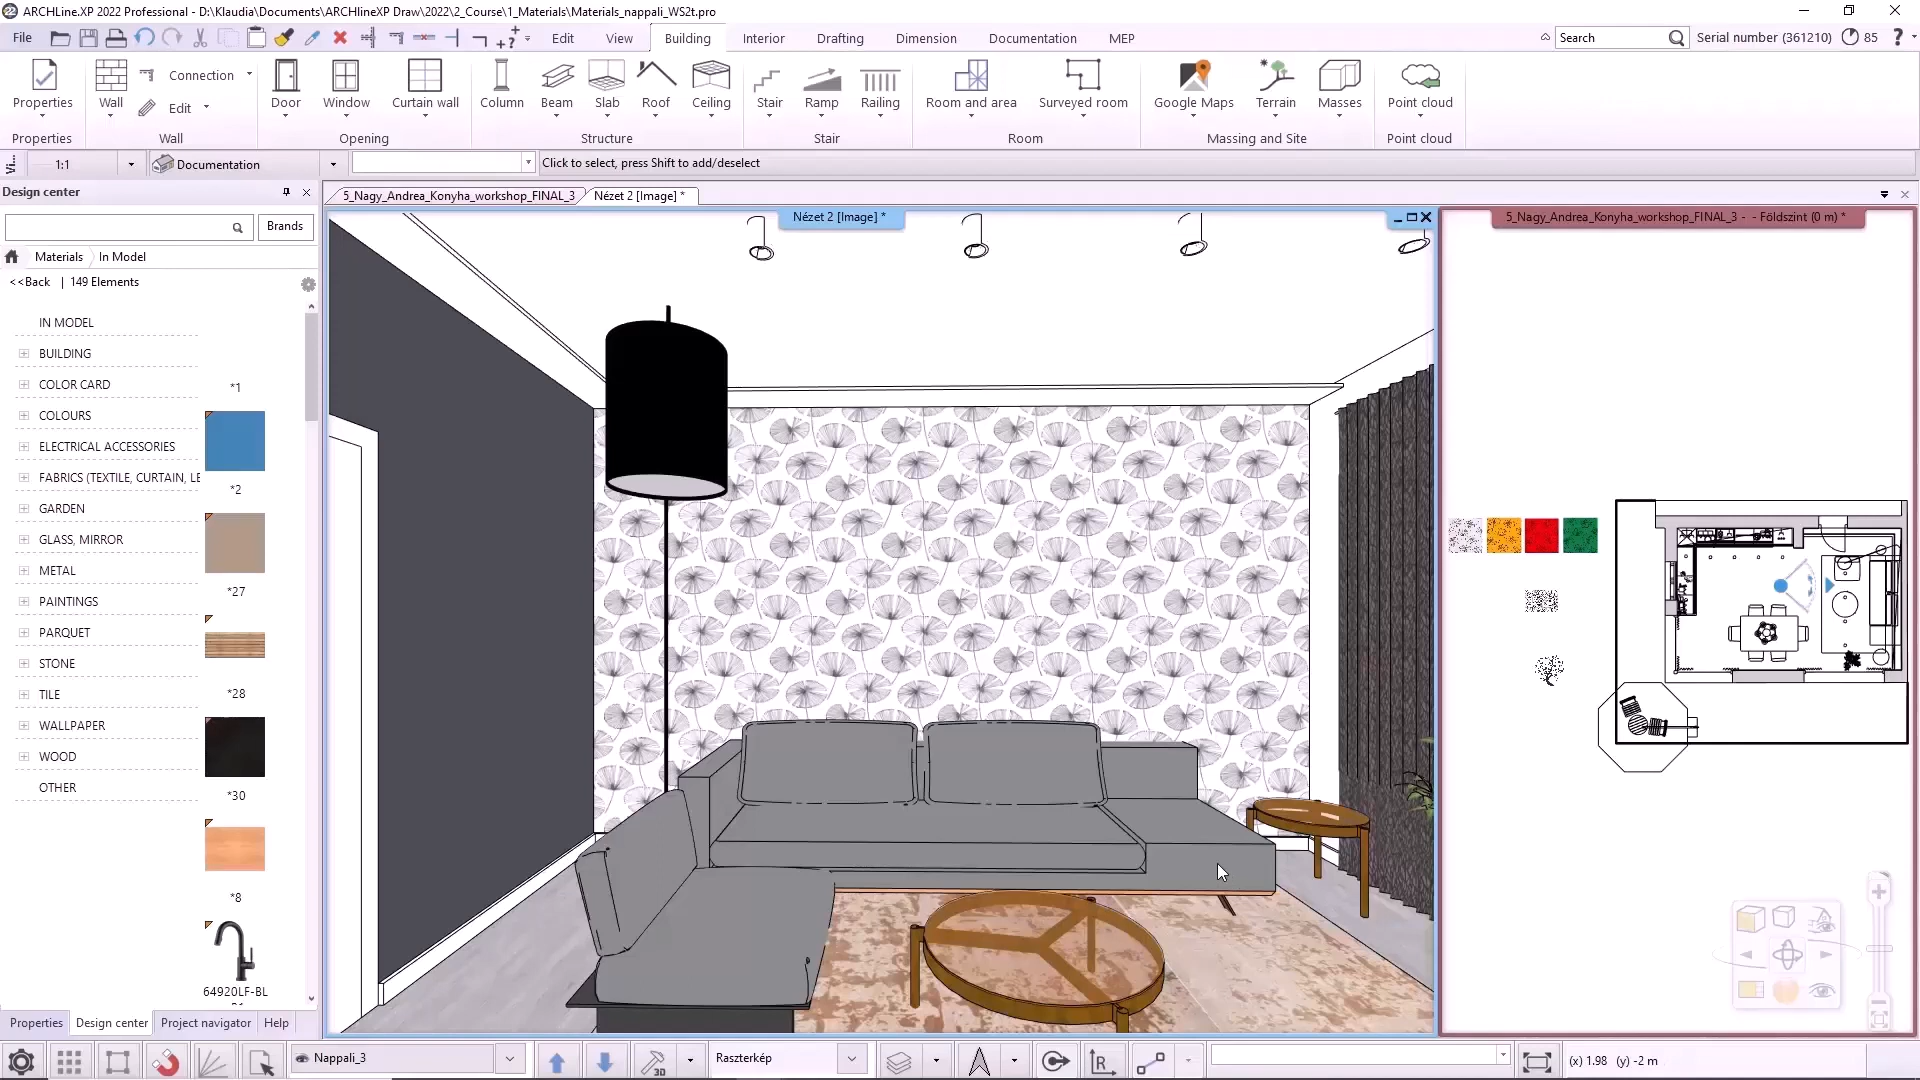 ARCHLine.XP 2022 Professional - D:\Klaudia\Documents\ARCHlineXP Draw\2022\2_Course\1_Materials\Materials_nappali_WS2t.pro
File
Edit
View
Building
Interior
Drafting
Dimension
Documentation
MEP
Search
Serial number (361210)
85
Properties
Wall
Connection
Edit
Door
Window
Curtain wall
Column
Beam
Slab
Roof
Ceiling
Stair
Ramp
Railing
Room and area
Surveyed room
Google Maps
Terrain
Masses
Point cloud
Properties
Wall
Opening
Structure
Stair
Room
Massing and Site
Point cloud
1:1
Documentation
Click to select, press Shift to add/deselect
Design center
5_Nagy_Andrea_Konyha_workshop_FINAL_3
Nézet 2 [Image] *
Nézet 2 [Image] *
5_Nagy_Andrea_Konyha_workshop_FINAL_3 - - Földszint (0 m) *
Brands
Materials
In Model
<<Back | 149 Elements
IN MODEL
BUILDING
COLOR CARD
COLOURS
ELECTRICAL ACCESSORIES
FABRICS (TEXTILE, CURTAIN, LE
GARDEN
GLASS, MIRROR
METAL
PAINTINGS
PARQUET
STONE
TILE
WALLPAPER
WOOD
OTHER
*1
*2
*27
*28
*30
*8
64920LF-BL
Properties
Design center
Project navigator
Help
Nappali_3
3D
Raszterkép
R
(x) 1.98 (y) -2 m